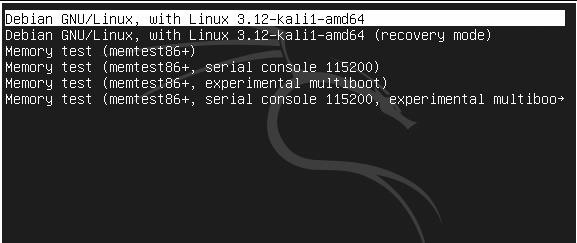 Debian GNU/Linux, with Linux 3.12-kali1-amd64
Debian GNU/Linux, with Linux 3.12-kali1-amd64 (recovery mode)
Memory test (memtest86+)
Memory test (memtest86+, serial console 115200)
Memory test (memtest86+, experimental multiboot)
Memory test (memtest86+, serial console 115200, experimental multiboo→